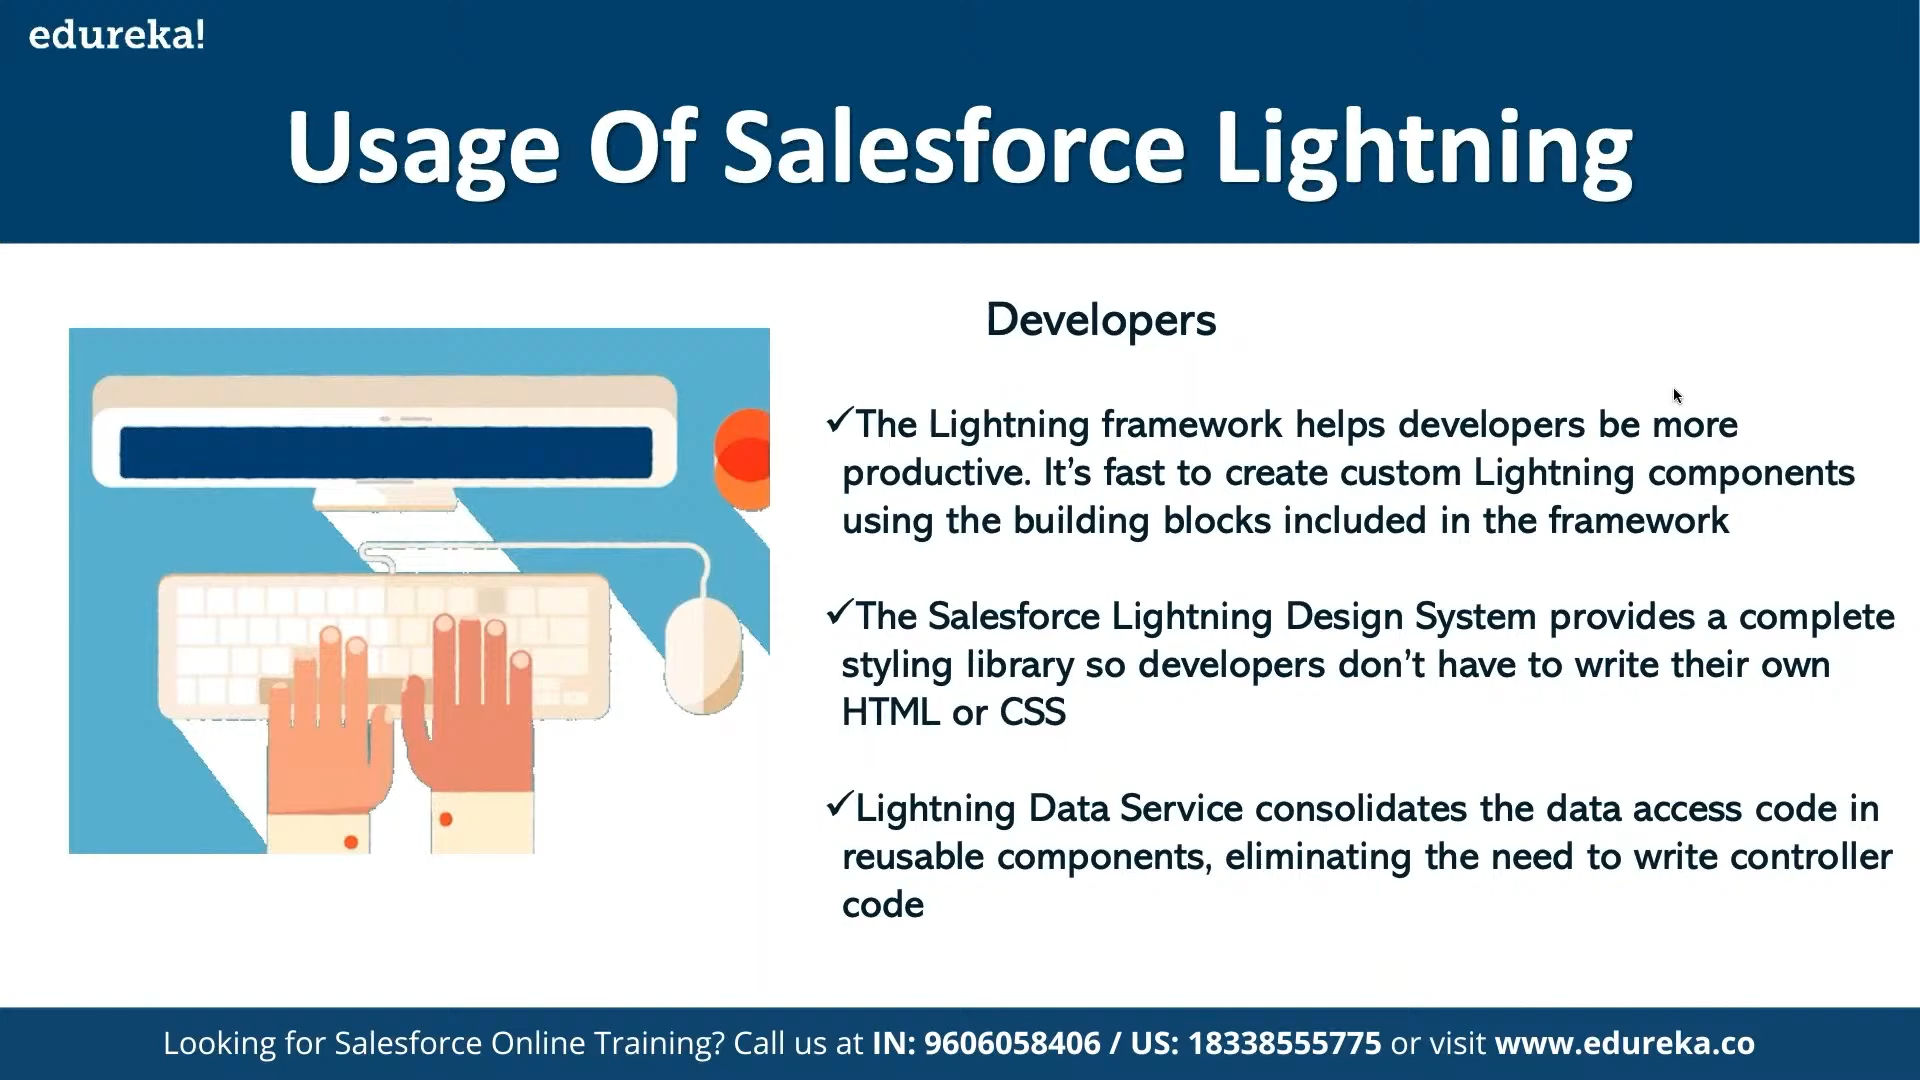 edureka!
Usage Of Salesforce Lightning
Developers
✓The Lightning framework helps developers be more
productive. It’s fast to create custom Lightning components
using the building blocks included in the framework
✓The Salesforce Lightning Design System provides a complete
styling library so developers don’t have to write their own
HTML or CSS
✓Lightning Data Service consolidates the data access code in
reusable components, eliminating the need to write controller
code
Looking for Salesforce Online Training? Call us at IN: 9606058406 / US: 18338555775 or visit www.edureka.co